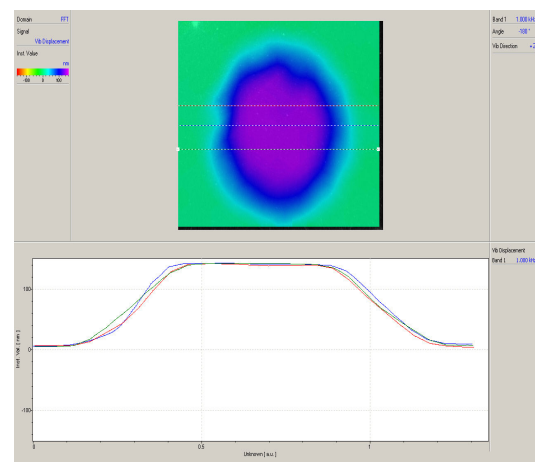 Domain FFT
Signal
Vib Displacement
Inst. Value
nm
-100 0 100
Band 1 1.000 kHz
Angle -180 °
Vib Direction +Z
Vib Displacement
Band 1 1.000 kHz
Inst. Val. [ nm ]
100
0
-100
0 0.5 1
Unknown [ a.u. ]